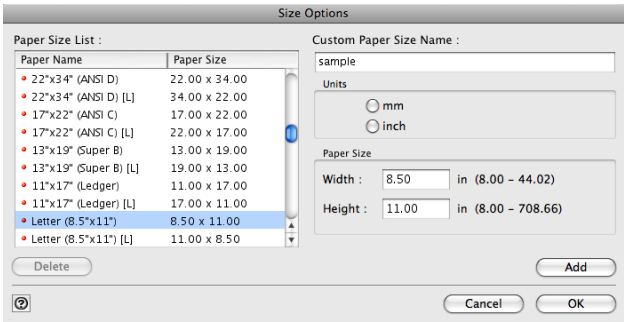 Size Options
Paper Size List :
Paper Name Paper Size
22"x34" (ANSI D) 22.00 x 34.00
22"x34" (ANSI D) [L] 34.00 x 22.00
17"x22" (ANSI C) 17.00 x 22.00
17"x22" (ANSI C) [L] 22.00 x 17.00
13"x19" (Super B) 13.00 x 19.00
13"x19" (Super B) [L] 19.00 x 13.00
11"x17" (Ledger) 11.00 x 17.00
11"x17" (Ledger) [L] 17.00 x 11.00
Letter (8.5"x11") 8.50 x 11.00
Letter (8.5"x11") [L] 11.00 x 8.50
Delete
Custom Paper Size Name :
sample
Units
mm
inch
Paper Size
Width : 8.50 in (8.00 - 44.02)
Height : 11.00 in (8.00 - 708.66)
Add
?
Cancel OK